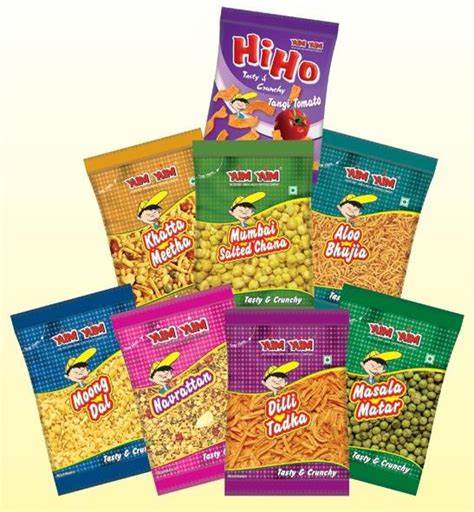 YUM YUM
HiHo
Tasty &
Crunchy
Tangi Tomato
YUM YUM
Khatta
Meetha
YUM YUM
Mumbai
Salted Chana
Tasty & Crunchy
YUM YUM
Aloo
Bhujia
YUM YUM
Moong
Dal
Tasty & Crunchy
YUM YUM
Navrattan
Tasty & Crunchy
YUM YUM
Dilli
Tadka
Tasty & Crunchy
YUM YUM
Masala
Matar
Tasty & Crunchy